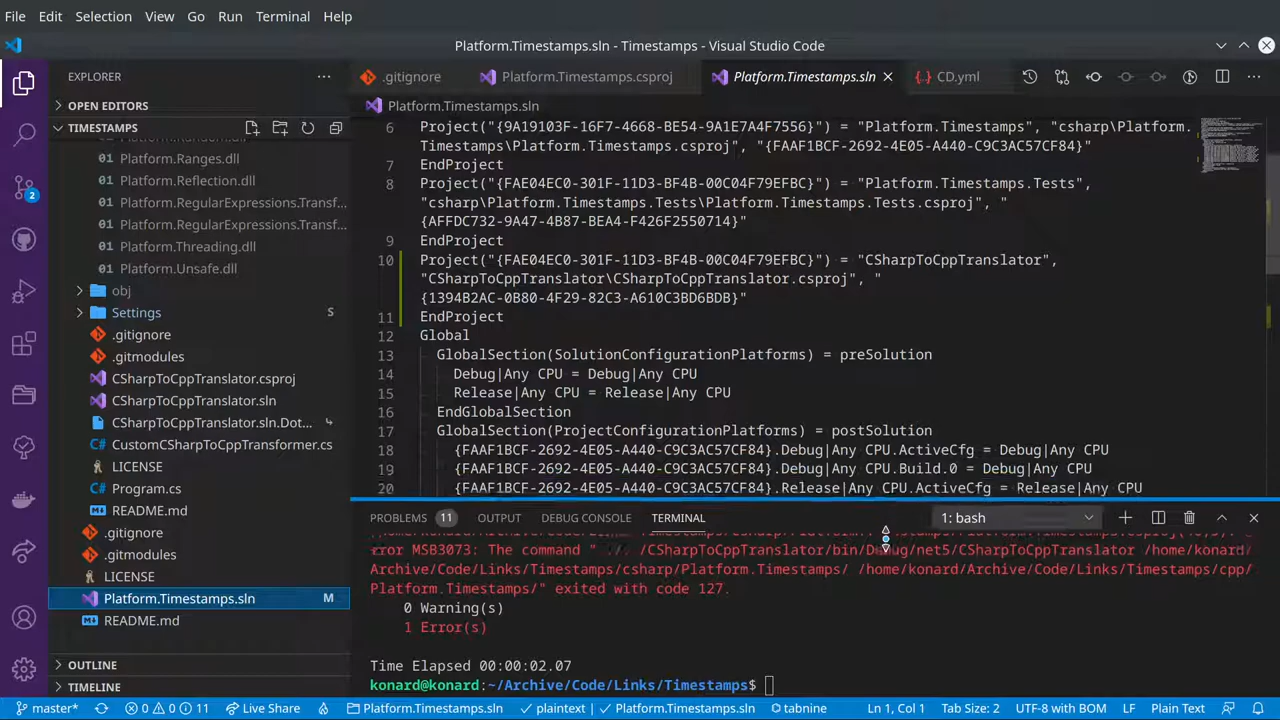 File Edit Selection View Go Run Terminal Help
Platform.Timestamps.sln - Timestamps - Visual Studio Code
EXPLORER
OPEN EDITORS
TIMESTAMPS
Platform.Ranges.dll
Platform.Reflection.dll
Platform.RegularExpressions.Transf...
Platform.RegularExpressions.Transf...
Platform.Threading.dll
Platform.Unsafe.dll
obj
Settings S
.gitignore
.gitmodules
CSharpToCppTranslator.csproj
CSharpToCppTranslator.sln
CSharpToCppTranslator.sln.Dot...
CustomCSharpToCppTransformer.cs
LICENSE
Program.cs
README.md
.gitignore
.gitmodules
LICENSE
Platform.Timestamps.sln M
README.md
OUTLINE
TIMELINE
2
.gitignore Platform.Timestamps.csproj Platform.Timestamps.sln CD.yml
Platform.Timestamps.sln
6 Project("{9A19103F-16F7-4668-BE54-9A1E7A4F7556}") = "Platform.Timestamps", "csharp\Platform.
Timestamps\Platform.Timestamps.csproj", "{FAAF1BCF-2692-4E05-A440-C9C3AC57CF84}"
7 EndProject
8 Project("{FAE04EC0-301F-11D3-BF4B-00C04F79EFBC}") = "Platform.Timestamps.Tests",
"csharp\Platform.Timestamps.Tests\Platform.Timestamps.Tests.csproj", "
{AFFDC732-9A47-4B87-BEA4-F426F2550714}"
9 EndProject
10 Project("{FAE04EC0-301F-11D3-BF4B-00C04F79EFBC}") = "CSharpToCppTranslator",
"CSharpToCppTranslator\CSharpToCppTranslator.csproj", "
{1394B2AC-0B80-4F29-82C3-A610C3BD6BDB}"
11 EndProject
12 Global
13 GlobalSection(SolutionConfigurationPlatforms) = preSolution
14 Debug|Any CPU = Debug|Any CPU
15 Release|Any CPU = Release|Any CPU
16 EndGlobalSection
17 GlobalSection(ProjectConfigurationPlatforms) = postSolution
18 {FAAF1BCF-2692-4E05-A440-C9C3AC57CF84}.Debug|Any CPU.ActiveCfg = Debug|Any CPU
19 {FAAF1BCF-2692-4E05-A440-C9C3AC57CF84}.Debug|Any CPU.Build.0 = Debug|Any CPU
20 {FAAF1BCF-2692-4E05-A440-C9C3AC57CF84}.Release|Any CPU.ActiveCfg = Release|Any CPU
PROBLEMS 11 OUTPUT DEBUG CONSOLE TERMINAL 1: bash
error MSB3073: The command " /CSharpToCppTranslator/bin/Debug/net5/CSharpToCppTranslator /home/konard/
Archive/Code/Links/Timestamps/csharp/Platform.Timestamps/ /home/konard/Archive/Code/Links/Timestamps/cpp/
Platform.Timestamps/" exited with code 127.
0 Warning(s)
1 Error(s)
Time Elapsed 00:00:02.07
konard@konard:~/Archive/Code/Links/Timestamps$
master* 0 0 11 Live Share Platform.Timestamps.sln plaintext | Platform.Timestamps.sln tabnine Ln 1, Col 1 Tab Size: 2 UTF-8 with BOM LF Plain Text